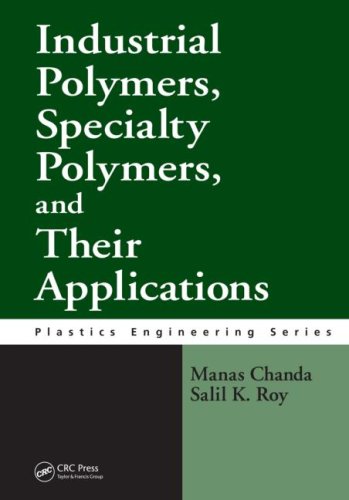 Industrial
Polymers,
Specialty
Polymers,
and
Their
Applications
Plastics Engineering Series
Manas Chanda
Salil K. Roy
CRC
CRC Press
Taylor & Francis Group